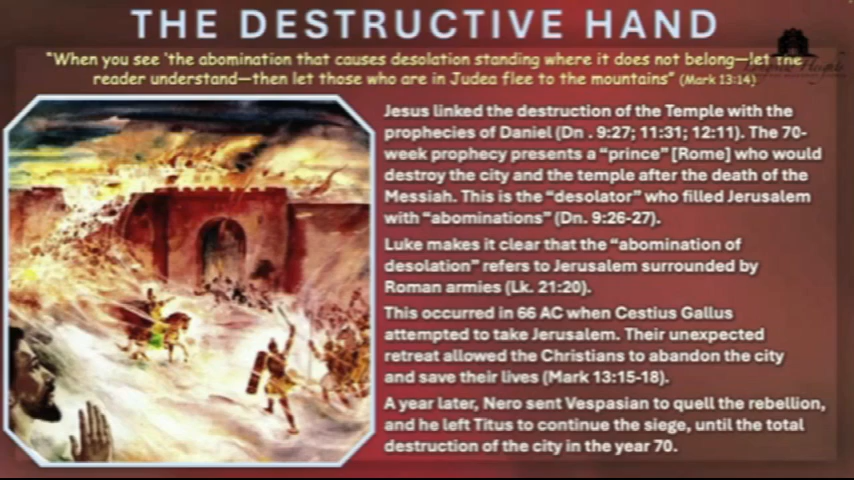 THE DESTRUCTIVE HAND
"When you see 'the abomination that causes desolation standing where it does not belong—let the
reader understand—then let those who are in Judea flee to the mountains" (Mark 13:14)
Jesus linked the destruction of the Temple with the
prophecies of Daniel (Dn . 9:27; 11:31; 12:11). The 70-
week prophecy presents a "prince" [Rome] who would
destroy the city and the temple after the death of the
Messiah. This is the "desolator" who filled Jerusalem
with "abominations" (Dn. 9:26-27).
Luke makes it clear that the "abomination of
desolation" refers to Jerusalem surrounded by
Roman armies (Lk. 21:20).
This occurred in 66 AC when Cestius Gallus
attempted to take Jerusalem. Their unexpected
retreat allowed the Christians to abandon the city
and save their lives (Mark 13:15-18).
A year later, Nero sent Vespasian to quell the rebellion,
and he left Titus to continue the siege, until the total
destruction of the city in the year 70.